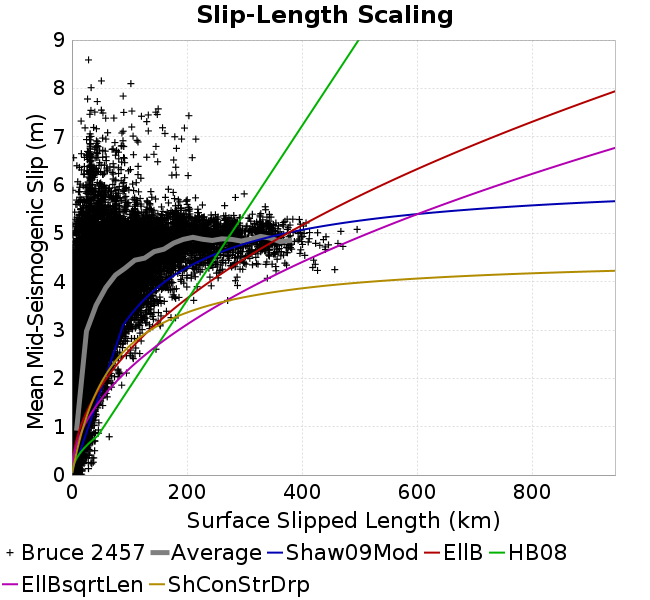 Slip-Length Scaling
Mean Mid-Seismogenic Slip (m)
9
8
7
6
5
4
3
2
1
0
0 200 400 600 800
Surface Slipped Length (km)
Bruce 2457 Average Shaw09Mod EllB HB08
EllBsqrtLen ShConStrDrp